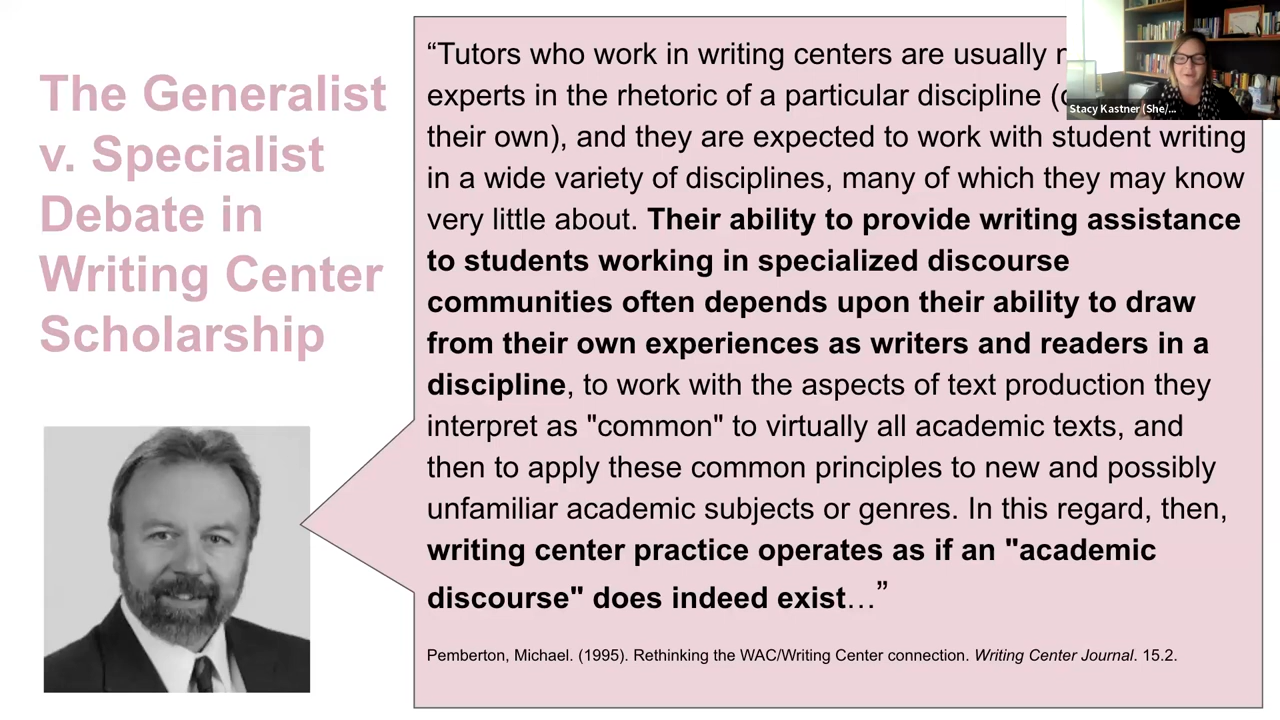 The Generalist
v. Specialist
Debate in
Writing Center
Scholarship
“Tutors who work in writing centers are usually
experts in the rhetoric of a particular discipline
their own), and they are expected to work with student writing
in a wide variety of disciplines, many of which they may know
very little about. Their ability to provide writing assistance
to students working in specialized discourse
communities often depends upon their ability to draw
from their own experiences as writers and readers in a
discipline, to work with the aspects of text production they
interpret as "common" to virtually all academic texts, and
then to apply these common principles to new and possibly
unfamiliar academic subjects or genres. In this regard, then,
writing center practice operates as if an "academic
discourse" does indeed exist…”
Pemberton, Michael. (1995). Rethinking the WAC/Writing Center connection. Writing Center Journal. 15.2.
Stacy Kastner (She/...